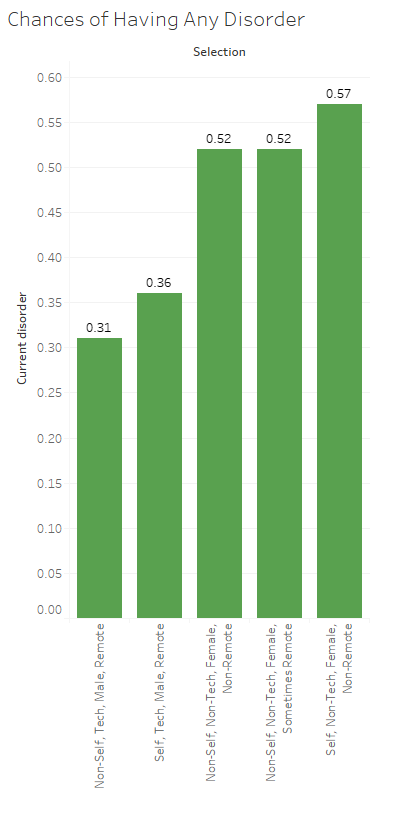 Chances of Having Any Disorder
Selection
0.60
0.55
0.50
0.45
0.40
0.35
0.30
0.25
0.20
0.15
0.10
0.05
0.00
Current disorder
0.31
0.36
0.52
0.52
0.57
Non-Self, Tech, Male, Remote
Self, Tech, Male, Remote
Non-Self, Non-Tech, Female,
Non-Remote
Non-Self, Non-Tech, Female,
Sometimes Remote
Self, Non-Tech, Female,
Non-Remote